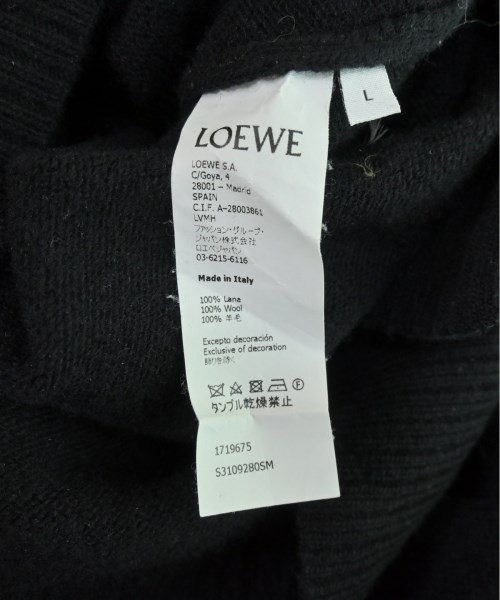 L
LOEWE
LOEWE S.A.
C/Goya, 4
28001 - Madrid
SPAIN
C.I.F. A-28003861
LVMH
ファッション・グループ・
ジャパン株式会社
ロエベジャパン
03-6215-6116
Made in Italy
100% Lana
100% Wool
100% 羊毛
Excepto decoración
Exclusive of decoration
飾りを除く
F
タンブル乾燥禁止
1719675
S3109280SM